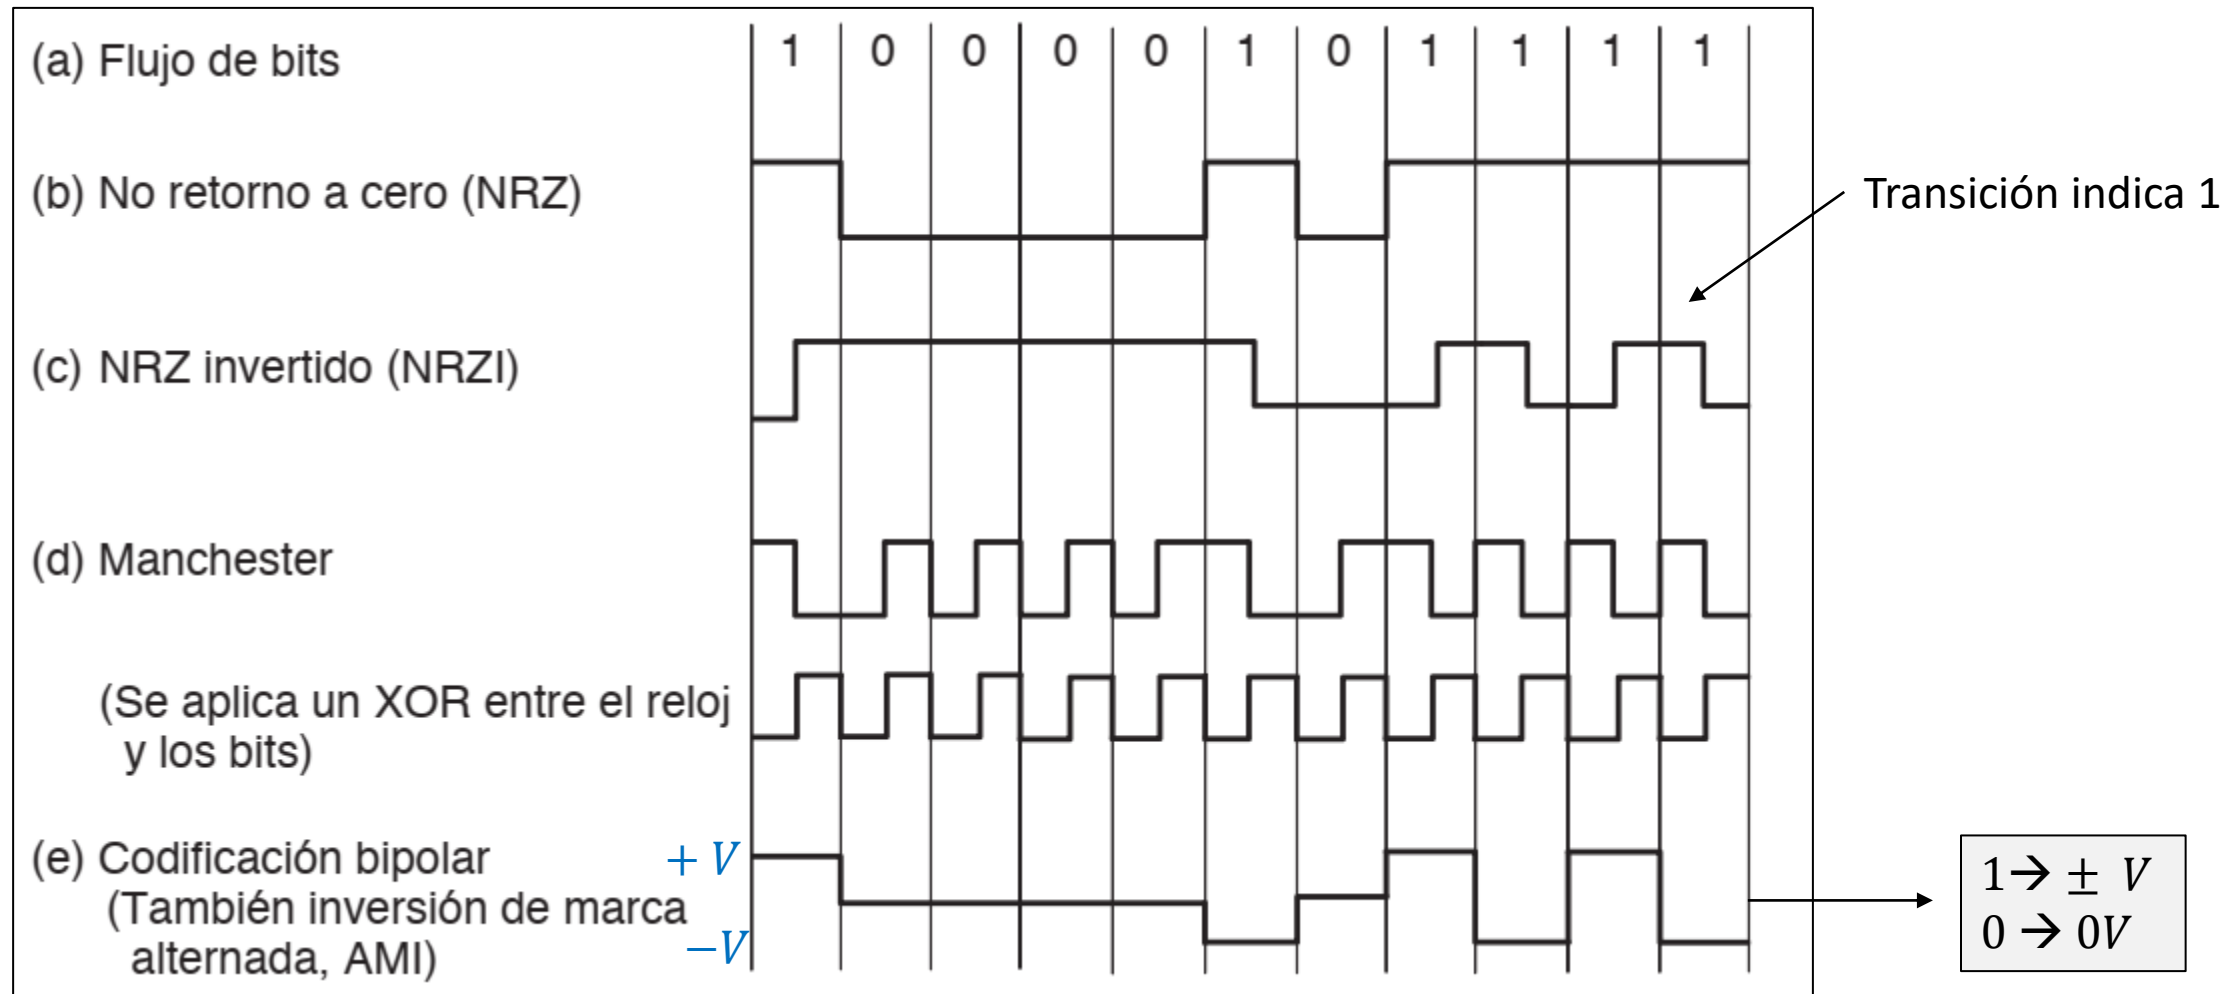 (a) Flujo de bits
1 0 0 0 0 1 0 1 1 1 1
(b) No retorno a cero (NRZ)
Transición indica 1
(c) NRZ invertido (NRZI)
(d) Manchester
(Se aplica un XOR entre el reloj
y los bits)
(e) Codificación bipolar
(También inversión de marca
alternada, AMI)
+ V
−V
1→ ± V
0 → 0V